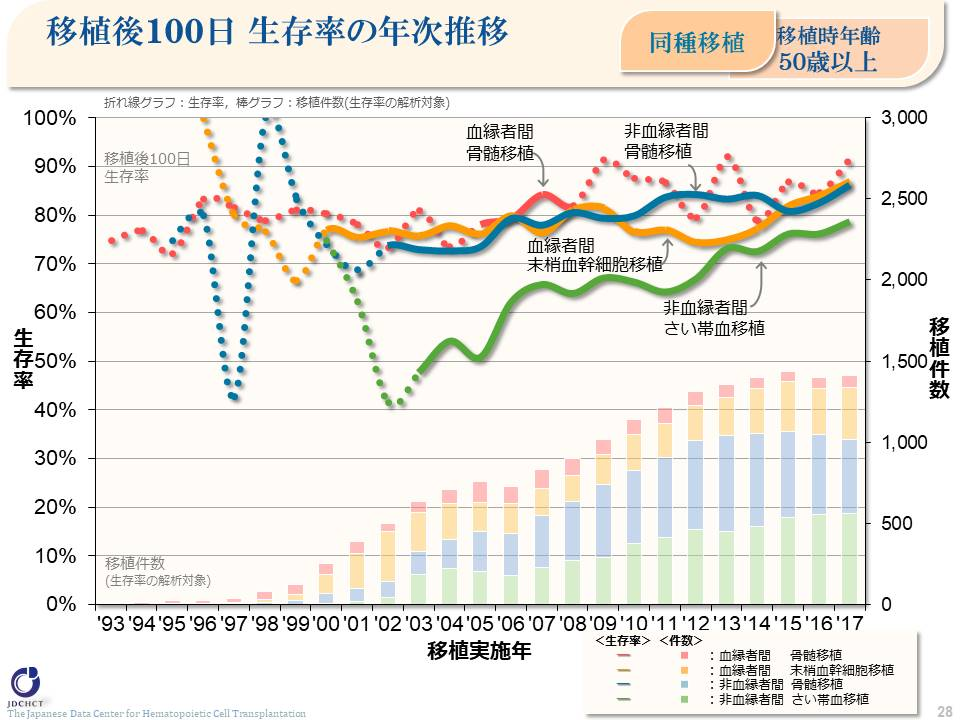 移植後100日 生存率の年次推移
同種移植
移植時年齢
50歳以上
折れ線グラフ：生存率，棒グラフ：移植件数(生存率の解析対象)
100%
90%
80%
70%
60%
50%
40%
30%
20%
10%
0%
生存率
移植後100日
生存率
血縁者間
骨髄移植
非血縁者間
骨髄移植
血縁者間
末梢血幹細胞移植
非血縁者間
さい帯血移植
移植件数
(生存率の解析対象)
3,000
2,500
2,000
1,500
1,000
500
0
移植件数
'93 '94 '95 '96 '97 '98 '99 '00 '01 '02 '03 '04 '05 '06 '07 '08 '09 '10 '11 '12 '13 '14 '15 '16 '17
移植実施年
＜生存率＞ ＜件数＞
：血縁者間 骨髄移植
：血縁者間 末梢血幹細胞移植
：非血縁者間 骨髄移植
：非血縁者間 さい帯血移植
JDCHCT
The Japanese Data Center for Hematopoietic Cell Transplantation
28